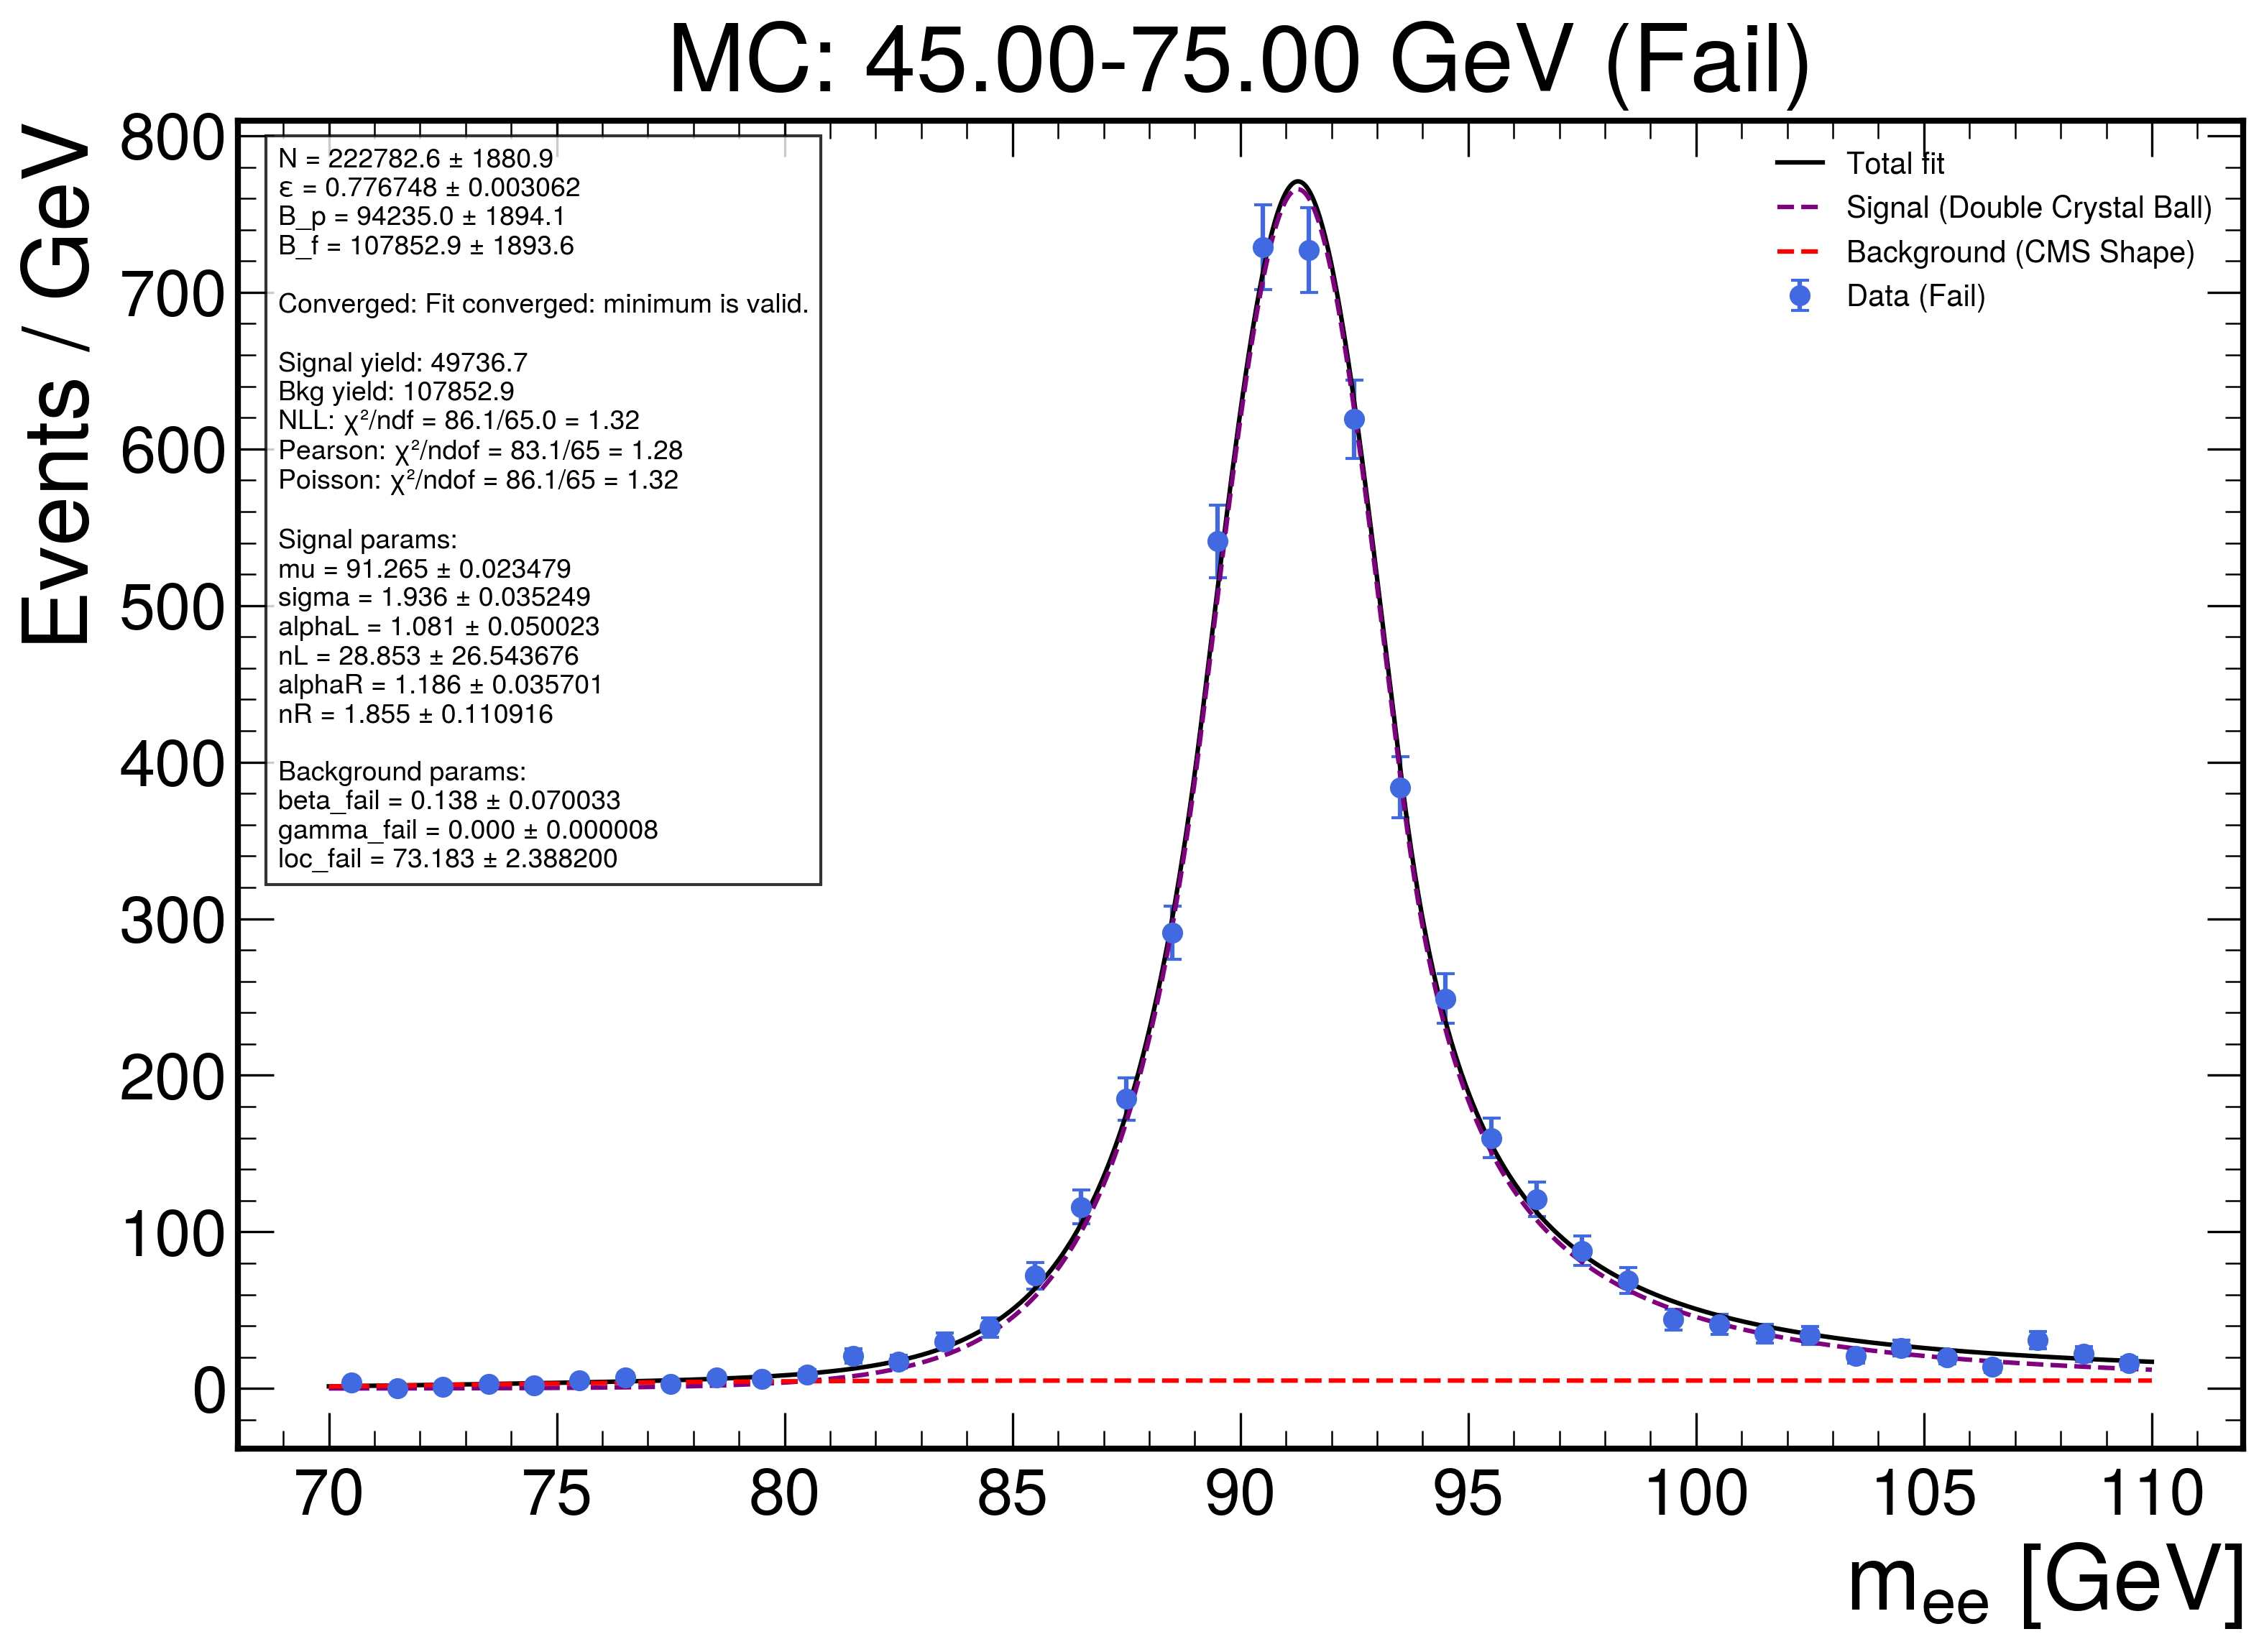 MC: 45.00-75.00 GeV (Fail)
Events / GeV
800
700
600
500
400
300
200
100
0
N = 222782.6 ± 1880.9
ε = 0.776748 ± 0.003062
B_p = 94235.0 ± 1894.1
B_f = 107852.9 ± 1893.6
Converged: Fit converged: minimum is valid.
Signal yield: 49736.7
Bkg yield: 107852.9
NLL: χ²/ndf = 86.1/65.0 = 1.32
Pearson: χ²/ndof = 83.1/65 = 1.28
Poisson: χ²/ndof = 86.1/65 = 1.32
Signal params:
mu = 91.265 ± 0.023479
sigma = 1.936 ± 0.035249
alphaL = 1.081 ± 0.050023
nL = 28.853 ± 26.543676
alphaR = 1.186 ± 0.035701
nR = 1.855 ± 0.110916
Background params:
beta_fail = 0.138 ± 0.070033
gamma_fail = 0.000 ± 0.000008
loc_fail = 73.183 ± 2.388200
Total fit
Signal (Double Crystal Ball)
Background (CMS Shape)
Data (Fail)
70 75 80 85 90 95 100 105 110
m_ee [GeV]